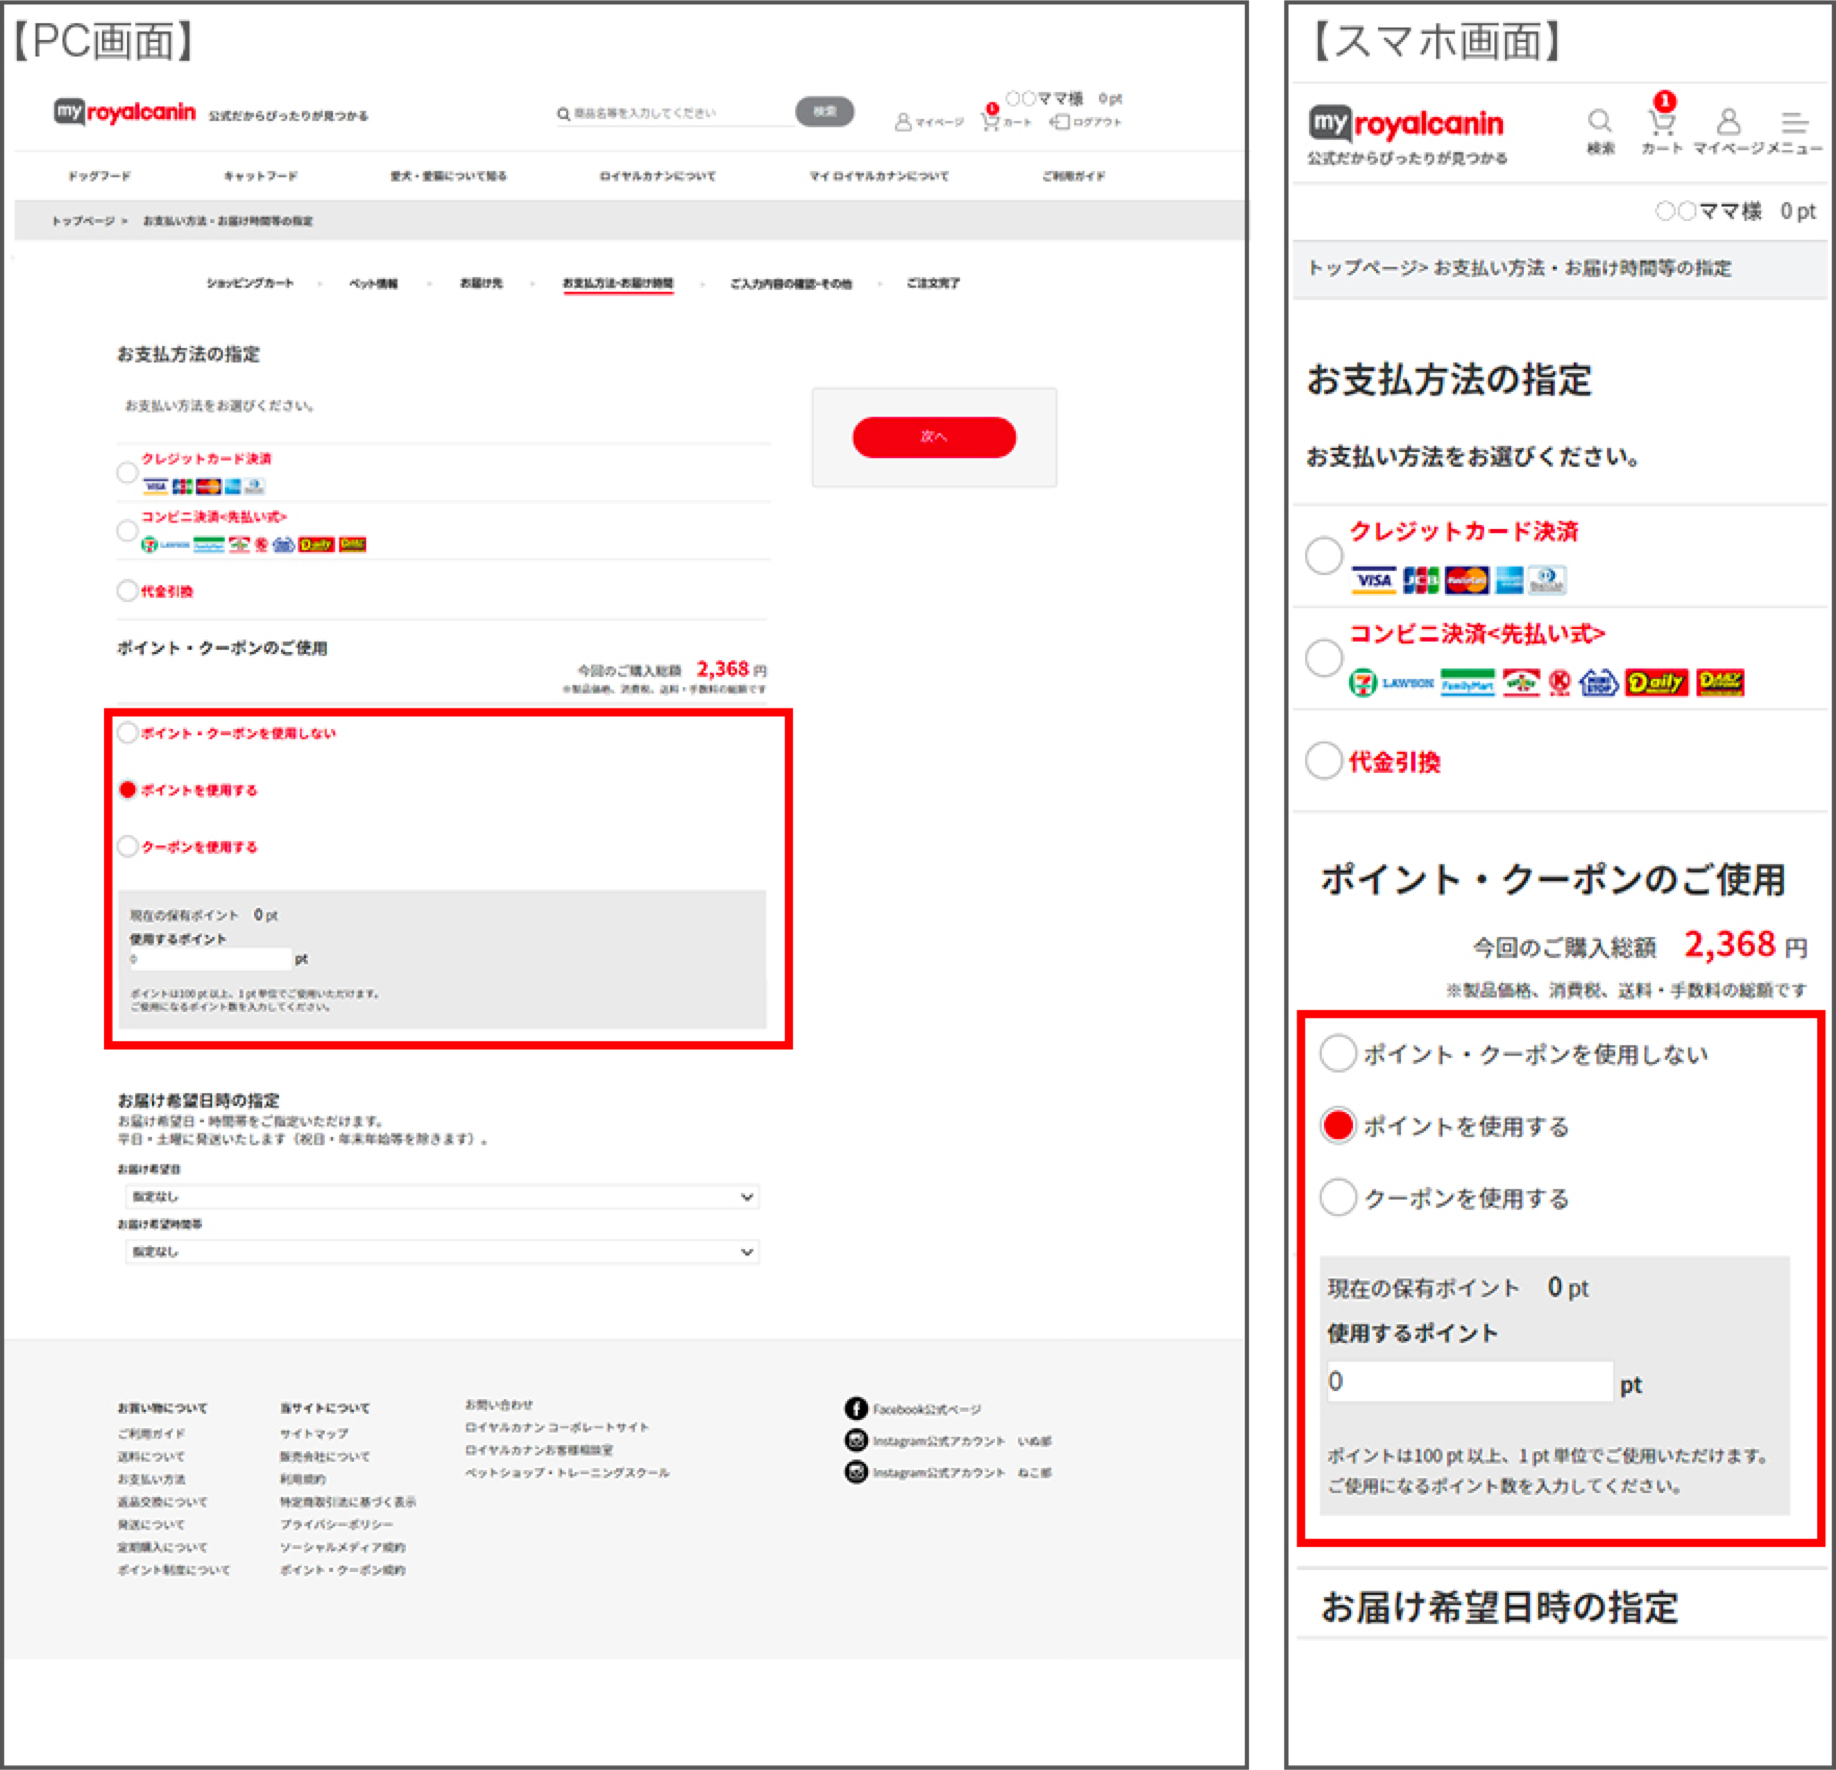 【PC画面】
my royalcanin 公式だからぴったりが見つかる
商品名等を入力してください
検索
〇〇ママ様 0 pt
マイページ
1
カート
ログアウト
ドッグフード
キャットフード
愛犬・愛猫について知る
ロイヤルカナンについて
マイ ロイヤルカナンについて
ご利用ガイド
トップページ > お支払い方法・お届け時間等の指定
ショッピングカート
ペット情報
お届け先
お支払方法・お届け時間
ご入力内容の確認・その他
ご注文完了
お支払方法の指定
お支払い方法をお選びください。
次へ
クレジットカード決済
VISA JCB MasterCard
コンビニ決済<先払い式>
LAWSON FamilyMart Daily
代金引換
ポイント・クーポンのご使用
今回のご購入総額 2,368 円
※製品価格、消費税、送料・手数料の総額です
ポイント・クーポンを使用しない
ポイントを使用する
クーポンを使用する
現在の保有ポイント 0 pt
使用するポイント
0 pt
ポイントは100 pt 以上、1 pt 単位でご使用いただけます。
ご使用になるポイント数を入力してください。
お届け希望日時の指定
お届け希望日・時間帯をご指定いただけます。
平日・土曜に発送いたします（祝日・年末年始等を除きます）。
お届け希望日
指定なし
お届け希望時間帯
指定なし
お買い物について
ご利用ガイド
送料について
お支払い方法
返品交換について
発送について
定期購入について
ポイント制度について
当サイトについて
サイトマップ
販売会社について
利用規約
特定商取引法に基づく表示
プライバシーポリシー
ソーシャルメディア規約
ポイント・クーポン規約
お問い合わせ
ロイヤルカナン コーポレートサイト
ロイヤルカナンお客様相談室
ペットショップ・トレーニングスクール
Facebook公式ページ
Instagram公式アカウント いぬ部
Instagram公式アカウント ねこ部
【スマホ画面】
my royalcanin
公式だからぴったりが見つかる
検索
1
カート
マイページ
メニュー
〇〇ママ様 0 pt
トップページ> お支払い方法・お届け時間等の指定
お支払方法の指定
お支払い方法をお選びください。
クレジットカード決済
VISA JCB MasterCard
コンビニ決済<先払い式>
LAWSON FamilyMart MINI STOP Daily
代金引換
ポイント・クーポンのご使用
今回のご購入総額 2,368 円
※製品価格、消費税、送料・手数料の総額です
ポイント・クーポンを使用しない
ポイントを使用する
クーポンを使用する
現在の保有ポイント 0 pt
使用するポイント
0 pt
ポイントは100 pt 以上、1 pt 単位でご使用いただけます。
ご使用になるポイント数を入力してください。
お届け希望日時の指定